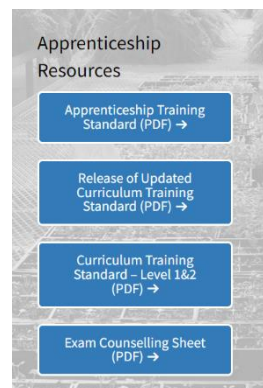 Apprenticeship
Resources
Apprenticeship Training
Standard (PDF) →
Release of Updated
Curriculum Training
Standard (PDF) →
Curriculum Training
Standard – Level 1&2
(PDF) →
Exam Counselling Sheet
(PDF) →